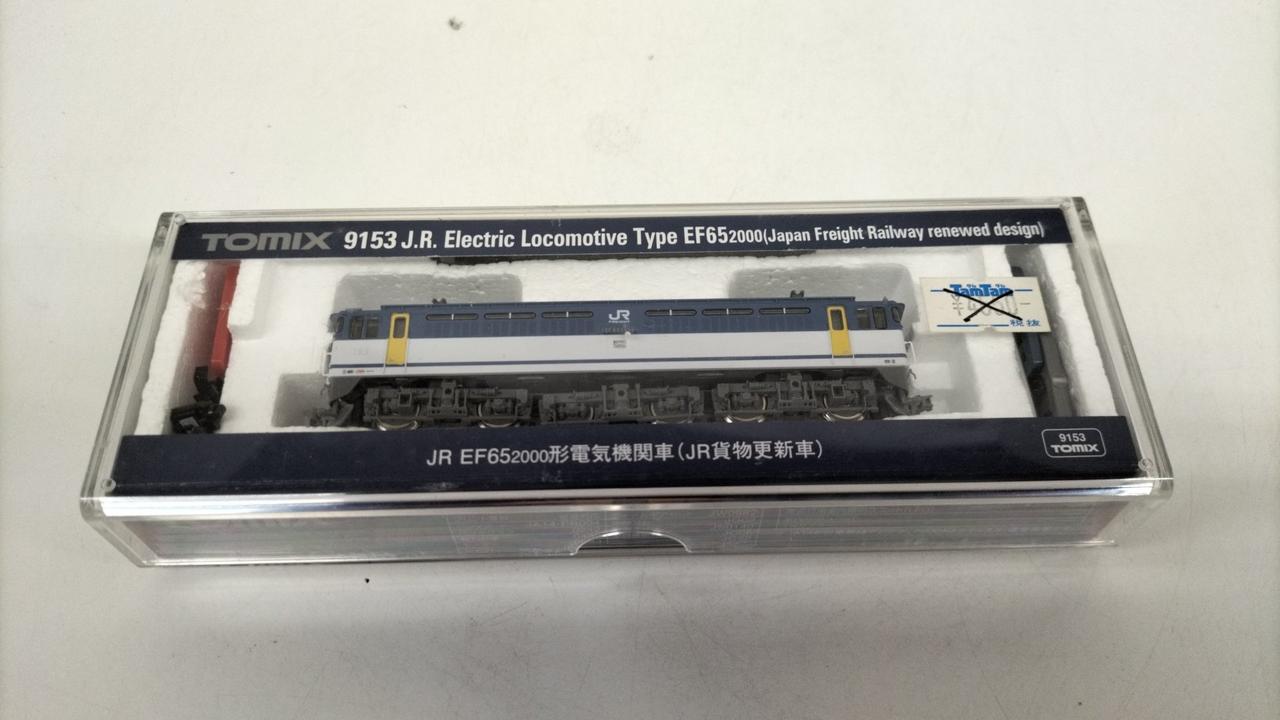 TOMIX 9153 J.R. Electric Locomotive Type EF652000(Japan Freight Railway renewed design)
TamTam
税抜
JR
JR EF652000形電気機関車(JR貨物更新車)
9153
TOMIX